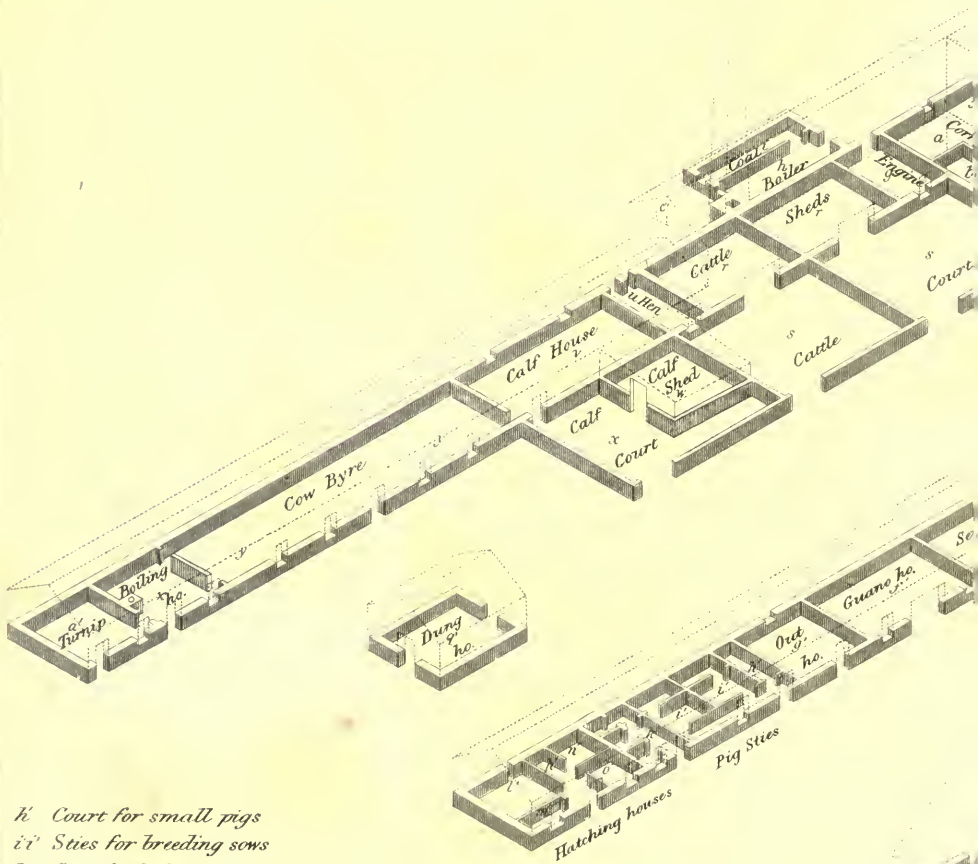 Coal i'
h
Boiler
Engine
g
Cor
a
b
Sheds
r
Cattle
r
c
u Hen
s
Court
s
Cattle
Calf House
v
Calf
Shed
k
Calf
x
Court
Cow Byre
y
Boiling
x ho.
a' Turnip
Dung
q'
ho.
Guano ho.
f'
Out
g'
ho.
h'
i'
i'
Pig Sties
Hatching houses
h' Court for small pigs
i' i' Sties for breeding sows